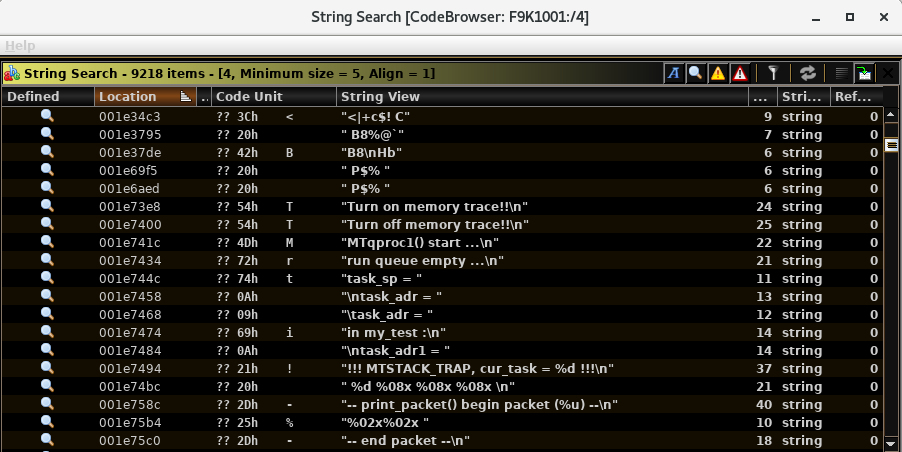 String Search [CodeBrowser: F9K1001:/4]
Help
String Search - 9218 items - [4, Minimum size = 5, Align = 1]
Defined Location .. Code Unit String View ... Stri... Ref...
001e34c3 ?? 3Ch < "<|+c$! C" 9 string 0
001e3795 ?? 20h " B8%@`" 7 string 0
001e37de ?? 42h B "B8\nHb" 6 string 0
001e69f5 ?? 20h " P$% " 6 string 0
001e6aed ?? 20h " P$% " 6 string 0
001e73e8 ?? 54h T "Turn on memory trace!!\n" 24 string 0
001e7400 ?? 54h T "Turn off memory trace!!\n" 25 string 0
001e741c ?? 4Dh M "MTqproc1() start ...\n" 22 string 0
001e7434 ?? 72h r "run queue empty ...\n" 21 string 0
001e744c ?? 74h t "task_sp = " 11 string 0
001e7458 ?? 0Ah "\ntask_adr = " 13 string 0
001e7468 ?? 09h "\task_adr = " 12 string 0
001e7474 ?? 69h i "in my_test :\n" 14 string 0
001e7484 ?? 0Ah "\ntask_adr1 = " 14 string 0
001e7494 ?? 21h ! "!!! MTSTACK_TRAP, cur_task = %d !!!\n" 37 string 0
001e74bc ?? 20h " %d %08x %08x %08x \n" 21 string 0
001e758c ?? 2Dh - "-- print_packet() begin packet (%u) --\n" 40 string 0
001e75b4 ?? 25h % "%02x%02x " 10 string 0
001e75c0 ?? 2Dh - "-- end packet --\n" 18 string 0